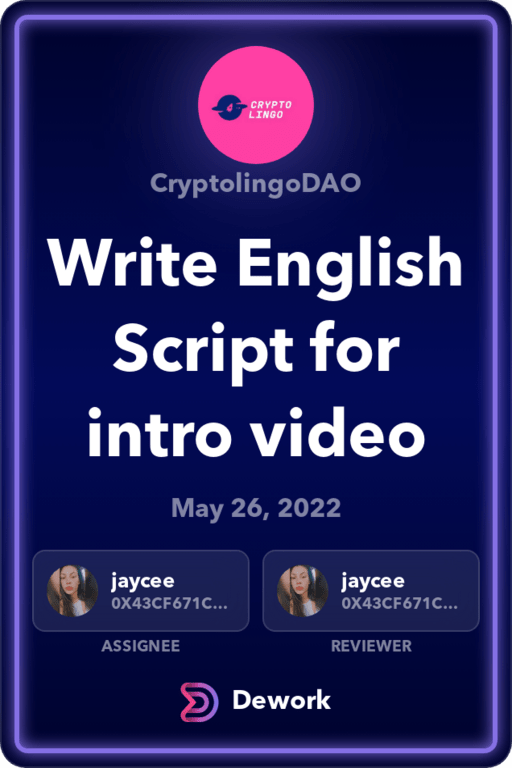 CRYPTO
LINGO
CryptolingoDAO
Write English
Script for
intro video
May 26, 2022
jaycee
0X43CF671C...
ASSIGNEE
jaycee
0X43CF671C...
REVIEWER
Dework